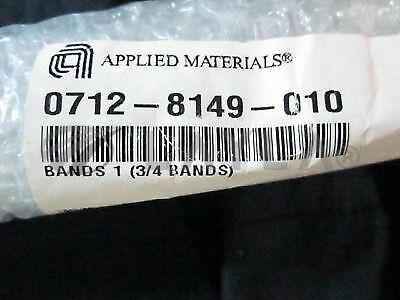 APPLIED MATERIALS®
0712-8149-010
BANDS 1 (3/4 BANDS)